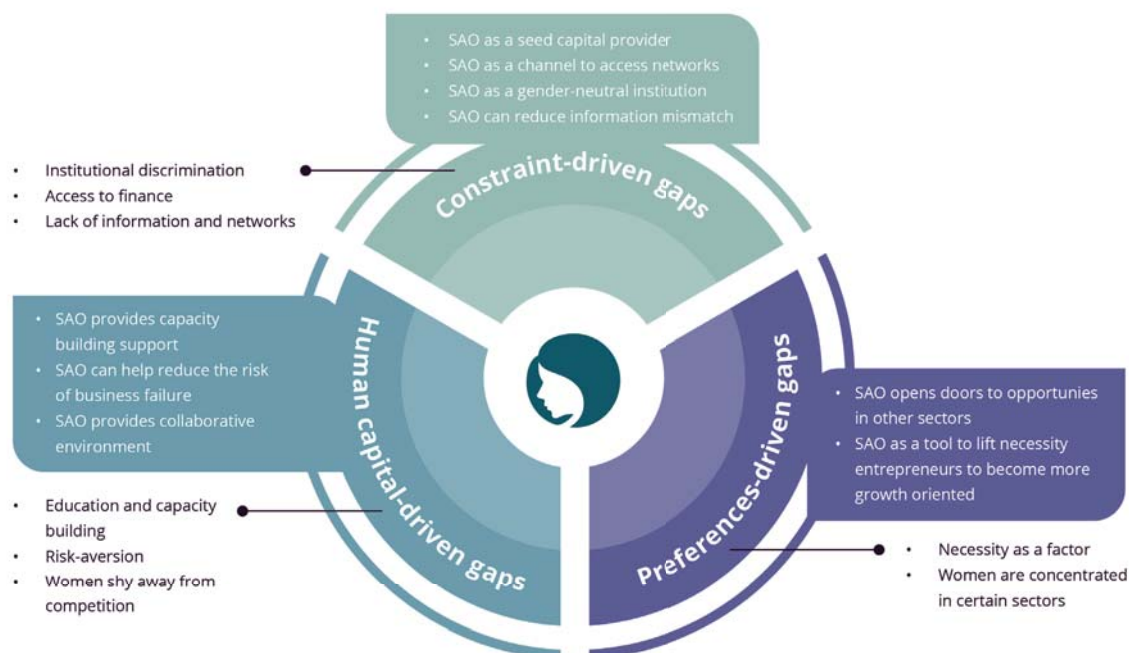 • SAO as a seed capital provider
• SAO as a channel to access networks
• SAO as a gender-neutral institution
• SAO can reduce information mismatch
Constraint-driven gaps
• Institutional discrimination
• Access to finance
• Lack of information and networks
• SAO provides capacity
building support
• SAO can help reduce the risk
of business failure
• SAO provides collaborative
environment
Human capital-driven gaps
• Education and capacity
building
• Risk-aversion
• Women shy away from
competition
Preferences-driven gaps
• SAO opens doors to opportunies
in other sectors
• SAO as a tool to lift necessity
entrepreneurs to become more
growth oriented
• Necessity as a factor
• Women are concentrated
in certain sectors